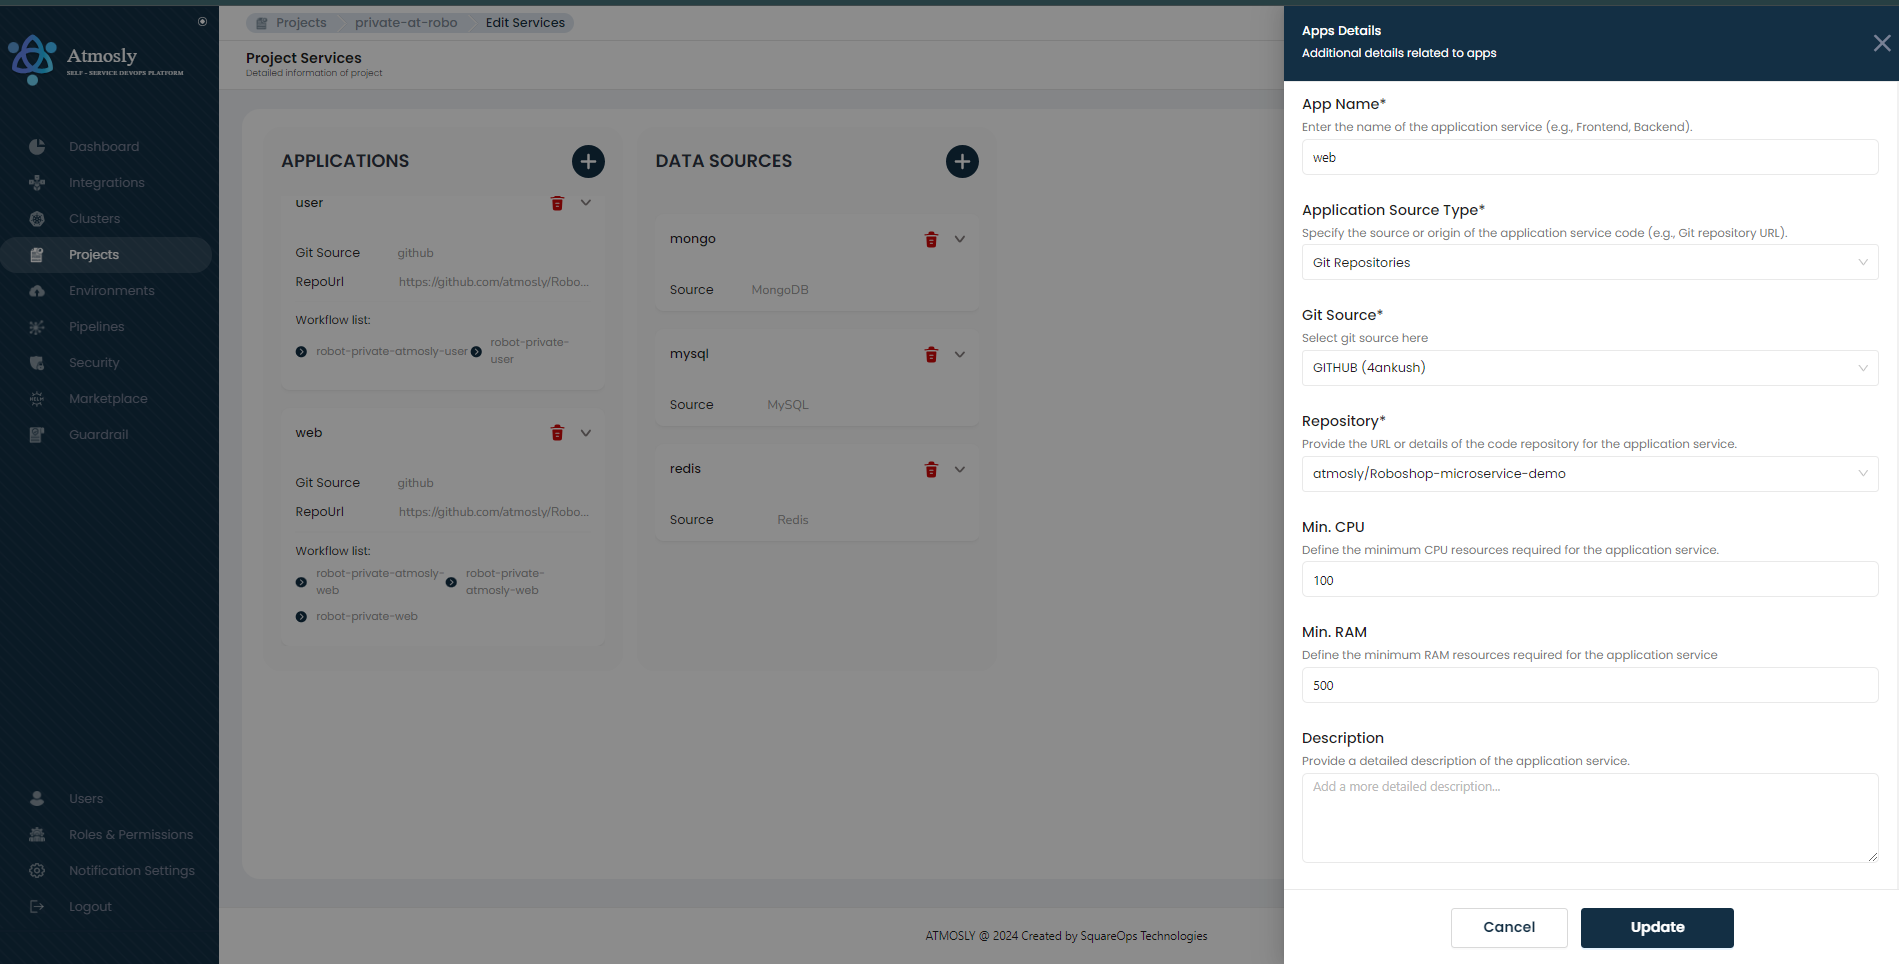 Atmosly
SELF - SERVICE DEVOPS PLATFORM
Dashboard
Integrations
Clusters
Projects
Environments
Pipelines
Security
Marketplace
Guardrail
Users
Roles & Permissions
Notification Settings
Logout
Projects
private-at-robo
Edit Services
Project Services
Detailed information of project
APPLICATIONS
user
Git Source
github
RepoUrl
https://github.com/atmosly/Robo...
Workflow list:
robot-private-atmosly-user
robot-private-
user
web
Git Source
github
RepoUrl
https://github.com/atmosly/Robo...
Workflow list:
robot-private-atmosly-
web
robot-private-
atmosly-web
robot-private-web
DATA SOURCES
mongo
Source
MongoDB
mysql
Source
MySQL
redis
Source
Redis
ATMOSLY @ 2024 Created by SquareOps Technologies
Apps Details
Additional details related to apps
App Name*
Enter the name of the application service (e.g., Frontend, Backend).
web
Application Source Type*
Specify the source or origin of the application service code (e.g., Git repository URL).
Git Repositories
Git Source*
Select git source here
GITHUB (4ankush)
Repository*
Provide the URL or details of the code repository for the application service.
atmosly/Roboshop-microservice-demo
Min. CPU
Define the minimum CPU resources required for the application service.
100
Min. RAM
Define the minimum RAM resources required for the application service
500
Description
Provide a detailed description of the application service.
Add a more detailed description...
Cancel
Update